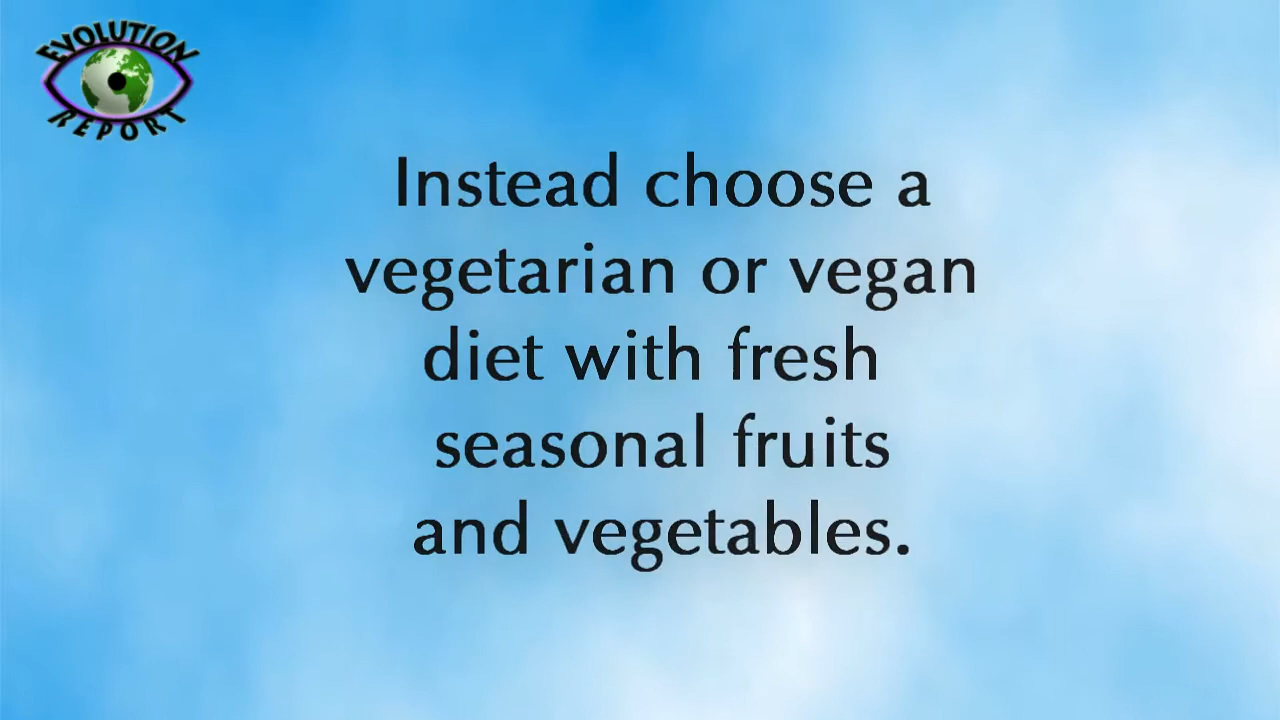 EVOLUTION
REPORT
Instead choose a
vegetarian or vegan
diet with fresh
seasonal fruits
and vegetables.